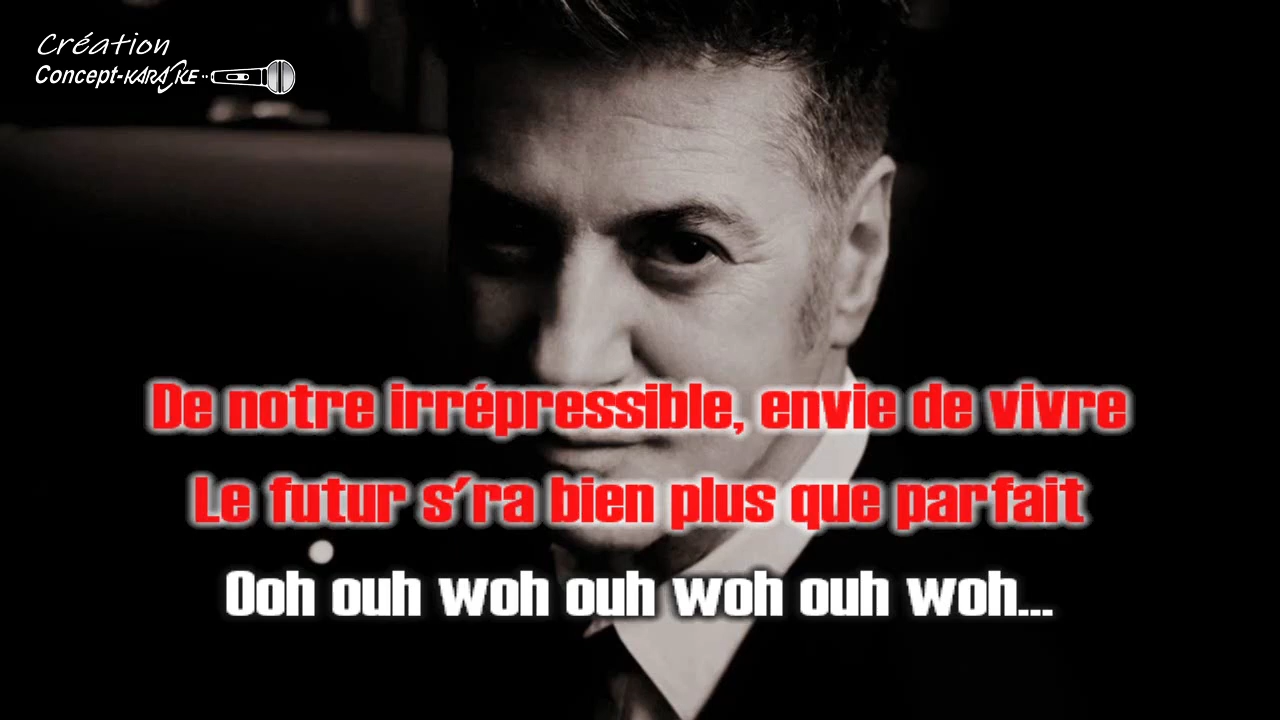 Création
Concept-KARAOKE
De notre irrépressible, envie de vivre
Le futur s'ra bien plus que parfait
Ooh ouh woh ouh woh ouh woh...